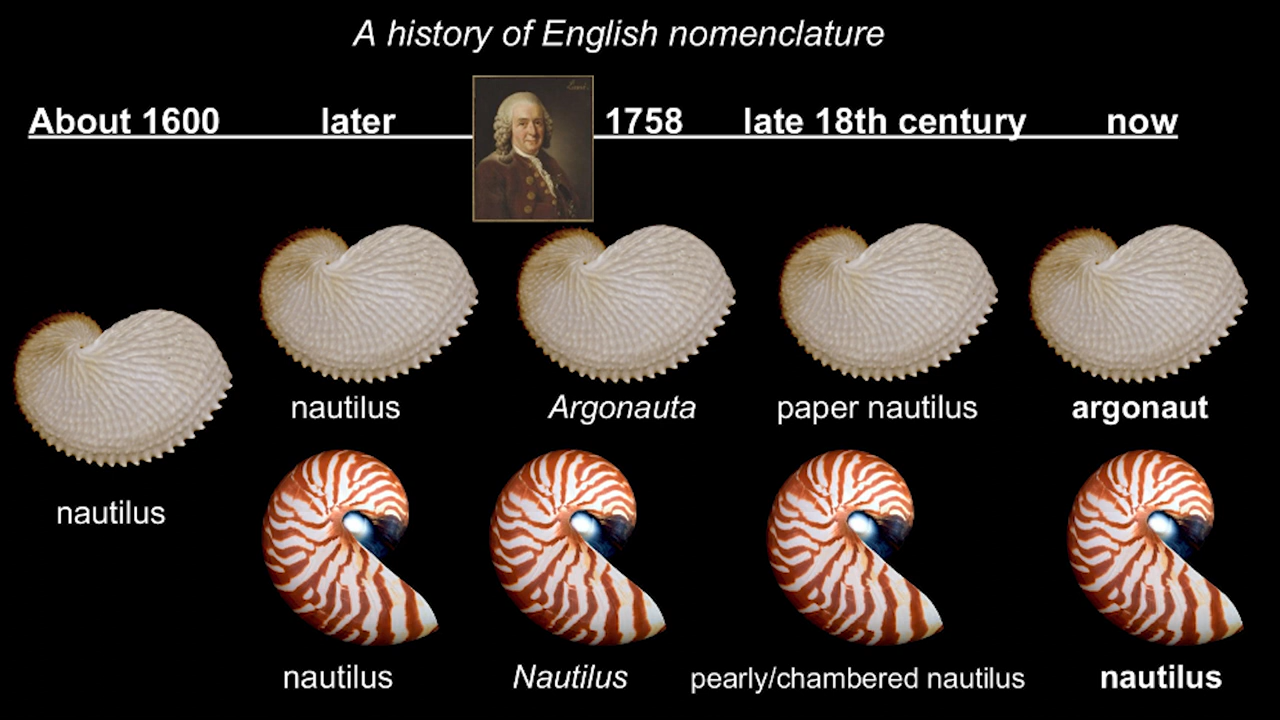 A history of English nomenclature
About 1600 later 1758 late 18th century now
nautilus Argonauta paper nautilus argonaut
nautilus
nautilus Nautilus pearly/chambered nautilus nautilus